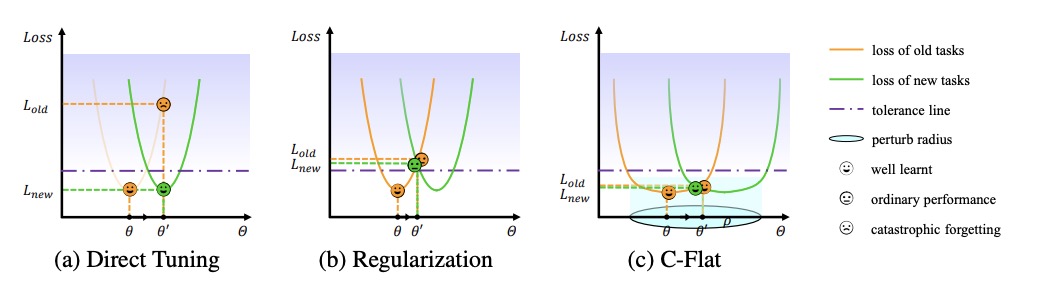 Loss
L_old
L_new
θ
θ'
Θ
(a) Direct Tuning
Loss
L_old
L_new
θ
θ'
Θ
(b) Regularization
Loss
L_old
L_new
θ
θ'
ρ
Θ
(c) C-Flat
loss of old tasks
loss of new tasks
tolerance line
perturb radius
well learnt
ordinary performance
catastrophic forgetting